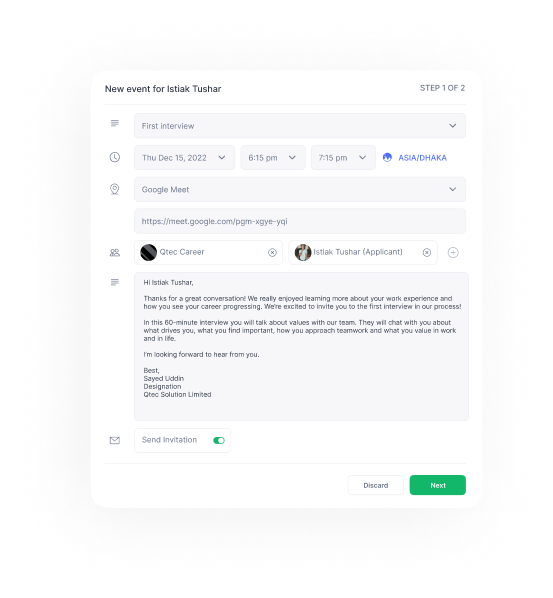 New event for Istiak Tushar
STEP 1 OF 2
First interview
Thu Dec 15, 2022
6:15 pm
7:15 pm
ASIA/DHAKA
Google Meet
https://meet.google.com/pgm-xgye-yqi
Qtec Career
Istiak Tushar (Applicant)
Hi Istiak Tushar,
Thanks for a great conversation! We really enjoyed learning more about your work experience and
how you see your career progressing. We're excited to invite you to the first interview in our process!
In this 60-minute interview you will talk about values with our team. They will chat with you about
what drives you, what you find important, how you approach teamwork and what you value in work
and in life.
I'm looking forward to hear from you.
Best,
Sayed Uddin
Designation
Qtec Solution Limited
Send Invitation
Discard
Next